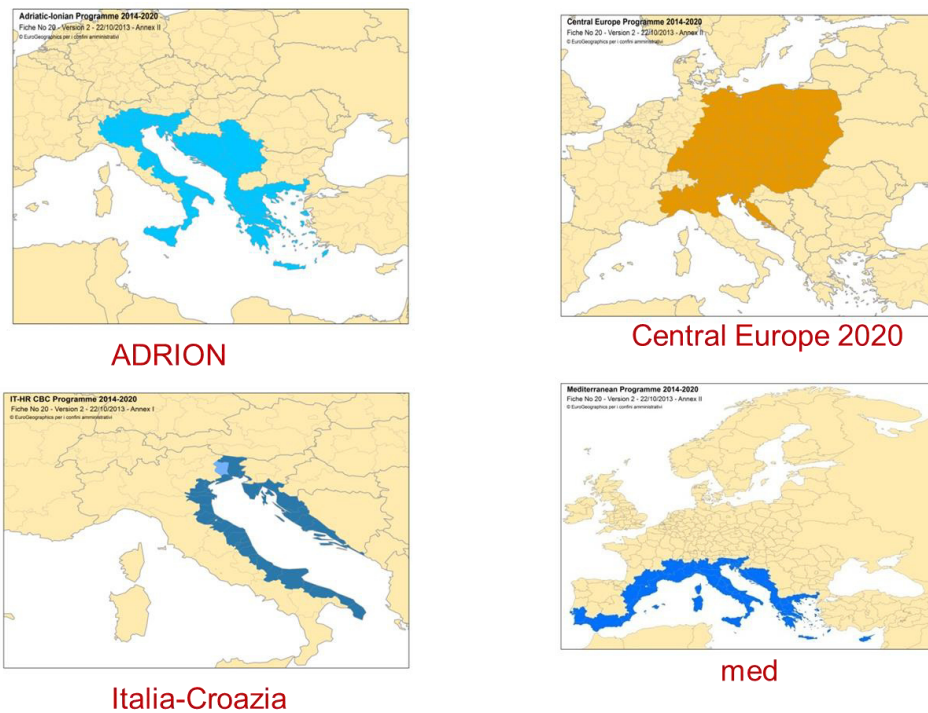 Adriatic-Ionian Programme 2014-2020
Fiche No 20 - Version 2 - 22/10/2013 - Annex II
© EuroGeographics per i confini amministrativi
ADRION
Central Europe Programme 2014-2020
Fiche No 20 - Version 2 - 22/10/2013 - Annex II
© EuroGeographics per i confini amministrativi
Central Europe 2020
IT-HR CBC Programme 2014-2020
Fiche No 20 - Version 2 - 22/10/2013 - Annex I
© EuroGeographics per i confini amministrativi
Italia-Croazia
Mediterranean Programme 2014-2020
Fiche No 20 - Version 2 - 22/10/2013 - Annex II
© EuroGeographics per i confini amministrativi
med